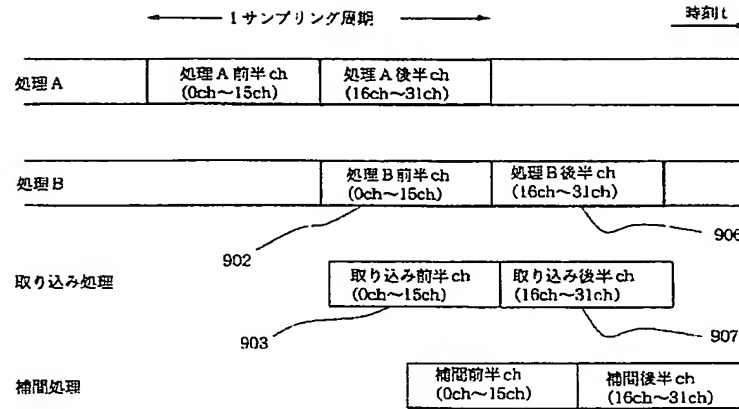 1サンプリング周期
時刻t
処理A
処理A前半ch
(0ch〜15ch)
処理A後半ch
(16ch〜31ch)
処理B
処理B前半ch
(0ch〜15ch)
処理B後半ch
(16ch〜31ch)
902
906
取り込み処理
取り込み前半ch
(0ch〜15ch)
取り込み後半ch
(16ch〜31ch)
903
907
補間処理
補間前半ch
(0ch〜15ch)
補間後半ch
(16ch〜31ch)